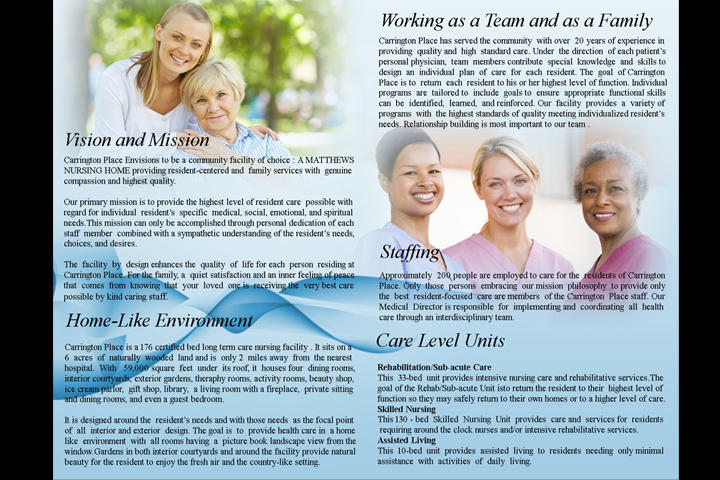 Vision and Mission
Carrington Place Envisions to be a community facility of choice : A MATTHEWS
NURSING HOME providing resident-centered and family services with genuine
compassion and highest quality.
Our primary mission is to provide the highest level of resident care possible with
regard for individual resident's specific medical, social, emotional, and spiritual
needs.This mission can only be accomplished through personal dedication of each
staff member combined with a sympathetic understanding of the resident's needs,
choices, and desires.
The facility by design enhances the quality of life for each person residing at
Carrington Place. For the family, a quiet satisfaction and an inner feeling of peace
that comes from knowing that your loved one is receiving the very best care
possible by kind caring staff.
Home-Like Environment
Carrington Place is a 176 certified bed long term care nursing facility . It sits on a
6 acres of naturally wooded land and is only 2 miles away from the nearest
hospital. With 59,000 square feet under its roof, it houses four dining rooms,
interior courtyards, exterior gardens, theraphy rooms, activity rooms, beauty shop,
ice cream parlor, gift shop, library, a living room with a fireplace, private sitting
and dining rooms, and even a guest bedroom.
It is designed around the resident's needs and with those needs as the focal point
of all interior and exterior design. The goal is to provide health care in a home
like environment with all rooms having a picture book landscape view from the
window.Gardens in both interior courtyards and around the facility provide natural
beauty for the resident to enjoy the fresh air and the country-like setting.
Working as a Team and as a Family
Carrington Place has served the community with over 20 years of experience in
providing quality and high standard care. Under the direction of each patient's
personal physician, team members contribute special knowledge and skills to
design an individual plan of care for each resident. The goal of Carrington
Place is to return each resident to his or her highest level of function. Individual
programs are tailored to include goals to ensure appropriate functional skills
can be identified, learned, and reinforced. Our facility provides a variety of
programs with the highest standards of quality meeting individualized resident's
needs. Relationship building is most important to our team .
Staffing
Approximately 200 people are employed to care for the residents of Carrington
Place. Only those persons embracing our mission philosophy to provide only
the best resident-focused care are members of the Carrington Place staff. Our
Medical Director is responsible for implementing and coordinating all health
care through an interdisciplinary team.
Care Level Units
Rehabilitation/Sub-acute Care
This 33-bed unit provides intensive nursing care and rehabilitative services.The
goal of the Rehab/Sub-acute Unit isto return the resident to their highest level of
function so they may safely return to their own homes or to a higher level of care.
Skilled Nursing
This 130 - bed Skilled Nursing Unit provides care and services for residents
requiring around the clock nurses and/or intensive rehabilitative services.
Assisted Living
This 10-bed unit provides assisted living to residents needing only minimal
assistance with activities of daily living.